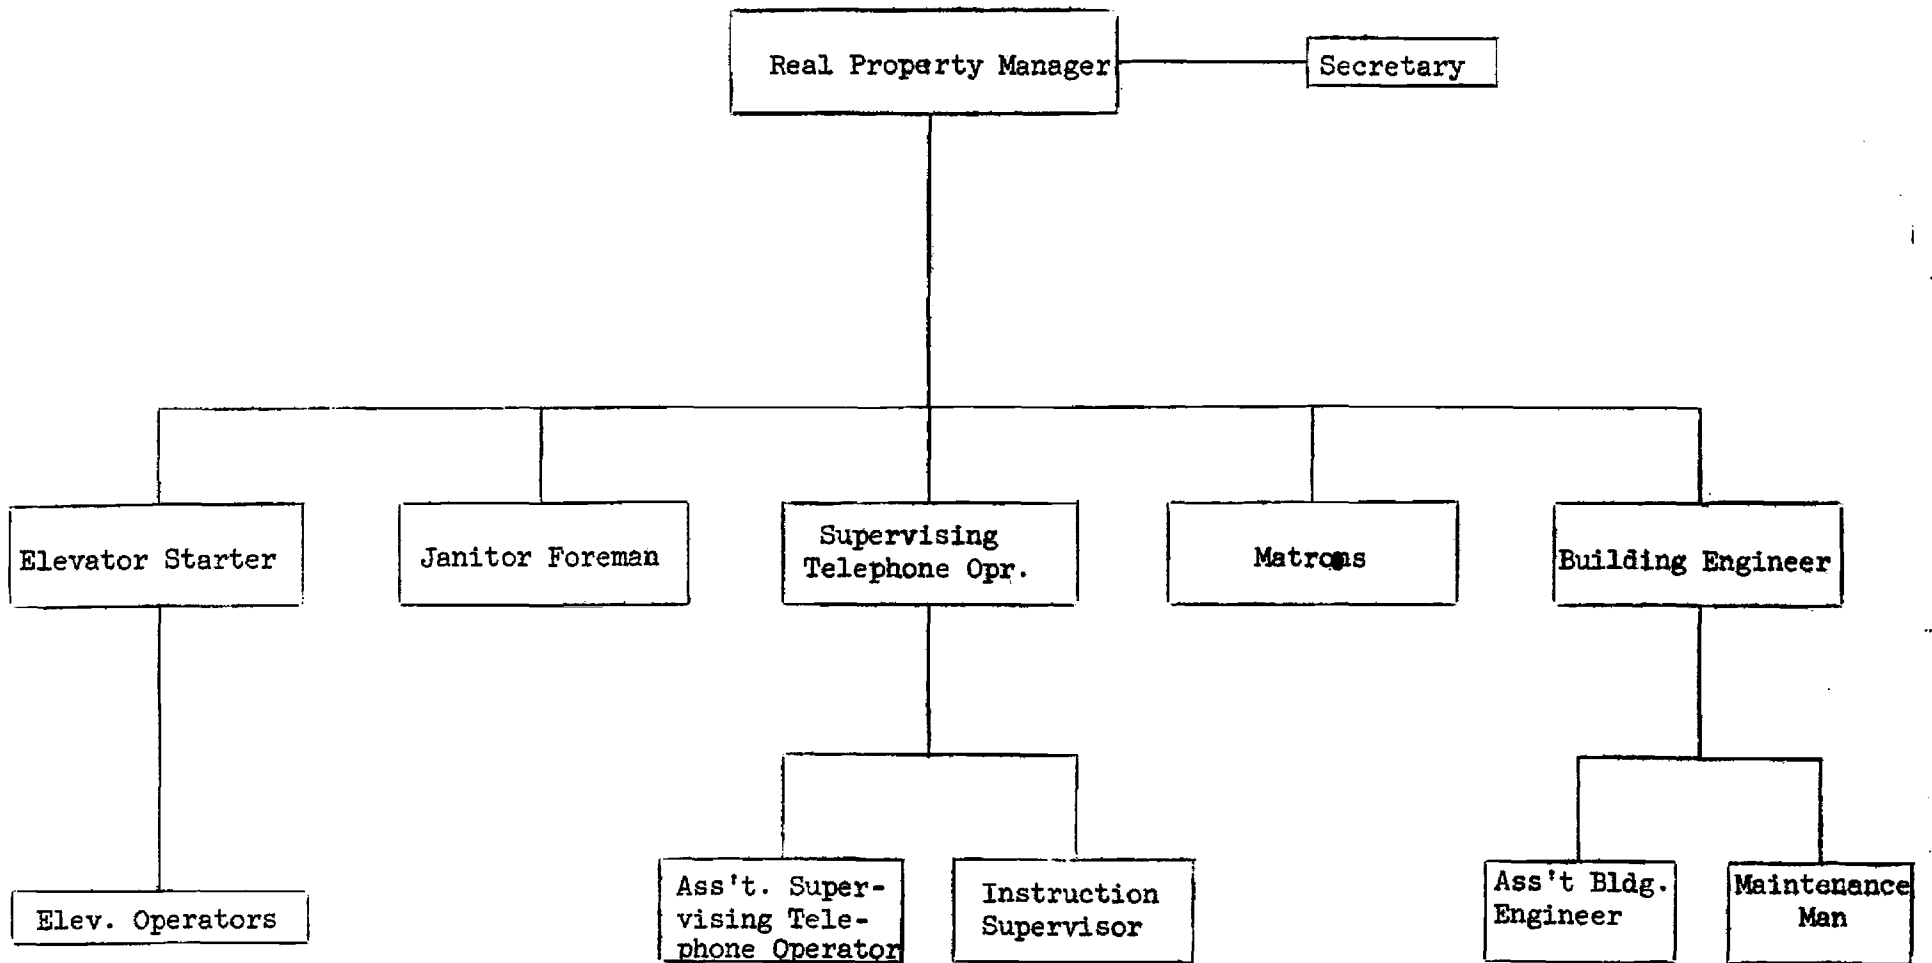 Real Property Manager
Secretary
Elevator Starter
Janitor Foreman
Supervising
Telephone Opr.
Matrons
Building Engineer
Elev. Operators
Ass't. Super-
vising Tele-
phone Operator
Instruction
Supervisor
Ass't Bldg.
Engineer
Maintenance
Man